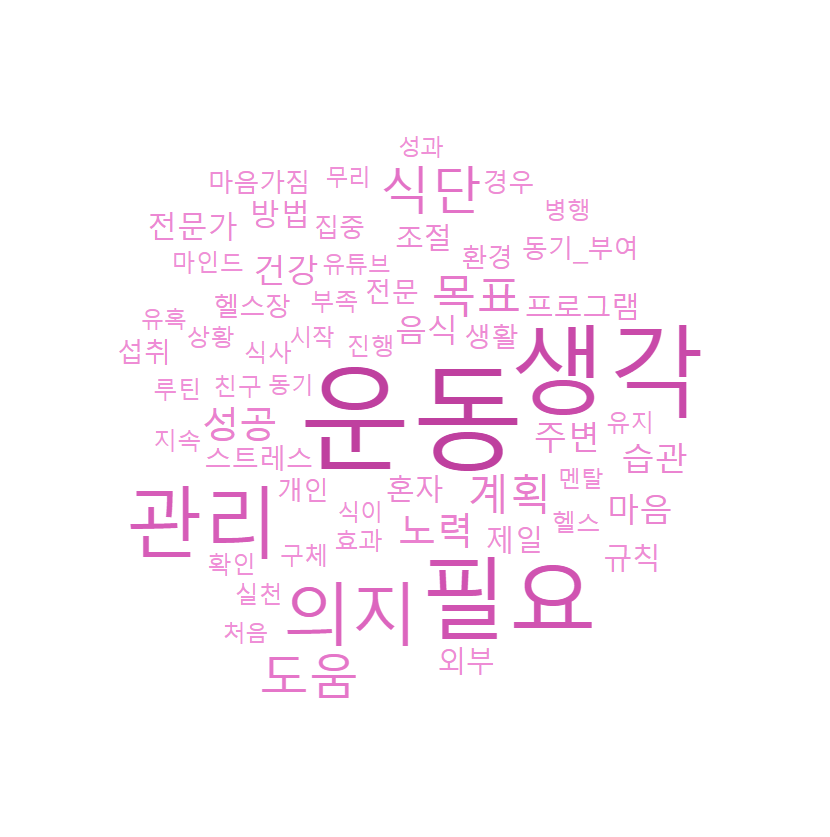 성과
마음가짐 무리 식단 경우
전문가 방법 집중 조절 병행
마인드 건강 유튜브 환경 동기_부여
헬스장 부족 전문 목표 프로그램
유혹 상황 시작 음식 생활
섭취 식사 진행 생각
루틴 친구 동기 운동
성공 주변 유지
지속 스트레스 습관
개인 혼자 계획 멘탈
관리 식이 노력 제일 헬스 마음
확인 구체 효과 규칙
실천 의지 필요
처음
도움 외부